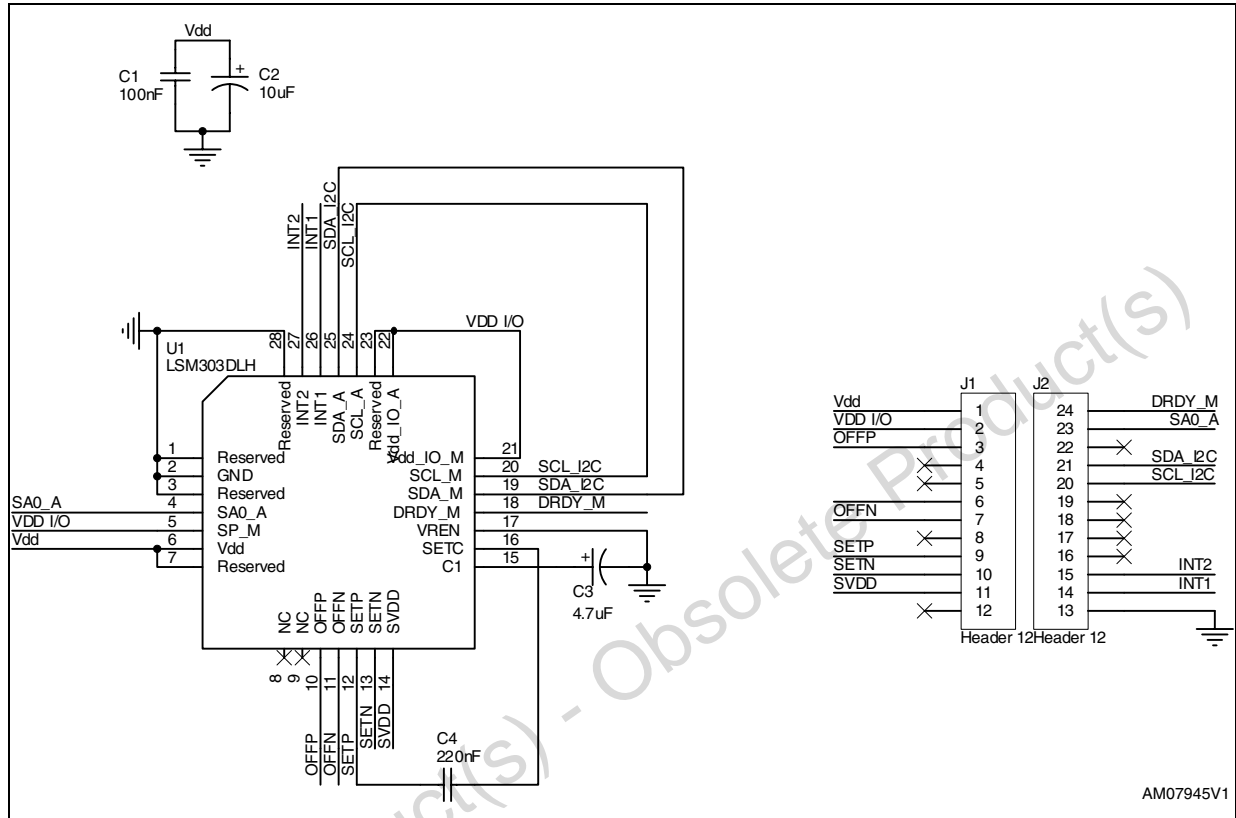 Vdd
C1
100nF
+
C2
10uF
INT2
INT1
SDA_I2C
SCL_I2C
VDD I/O
28
27
26
25
24
23
22
U1
LSM303DLH
Reserved
INT2
INT1
SDA_A
SCL_A
Reserved
Vdd_IO_A
1 Reserved
2 GND
3 Reserved
SA0_A 4 SA0_A
VDD I/O 5 SP_M
Vdd 6 Vdd
7 Reserved
Vdd_IO_M 21
SCL_M 20 SCL_I2C
SDA_M 19 SDA_I2C
DRDY_M 18 DRDY_M
VREN 17
SETC 16
C1 15
+
C3
4.7uF
NC
NC
OFFP
OFFN
SETP
SETN
SVDD
8
9
10
11
12
13
14
OFFP
OFFN
SETP
SETN
SVDD
C4
220nF
J1
Vdd 1
VDD I/O 2
OFFP 3
4
5
6
OFFN 7
8
SETP 9
SETN 10
SVDD 11
12
Header 12
J2
24 DRDY_M
23 SA0_A
22
21 SDA_I2C
20 SCL_I2C
19
18
17
16
15 INT2
14 INT1
13
Header 12
uct(s) - Obsolete Product(s)
AM07945V1